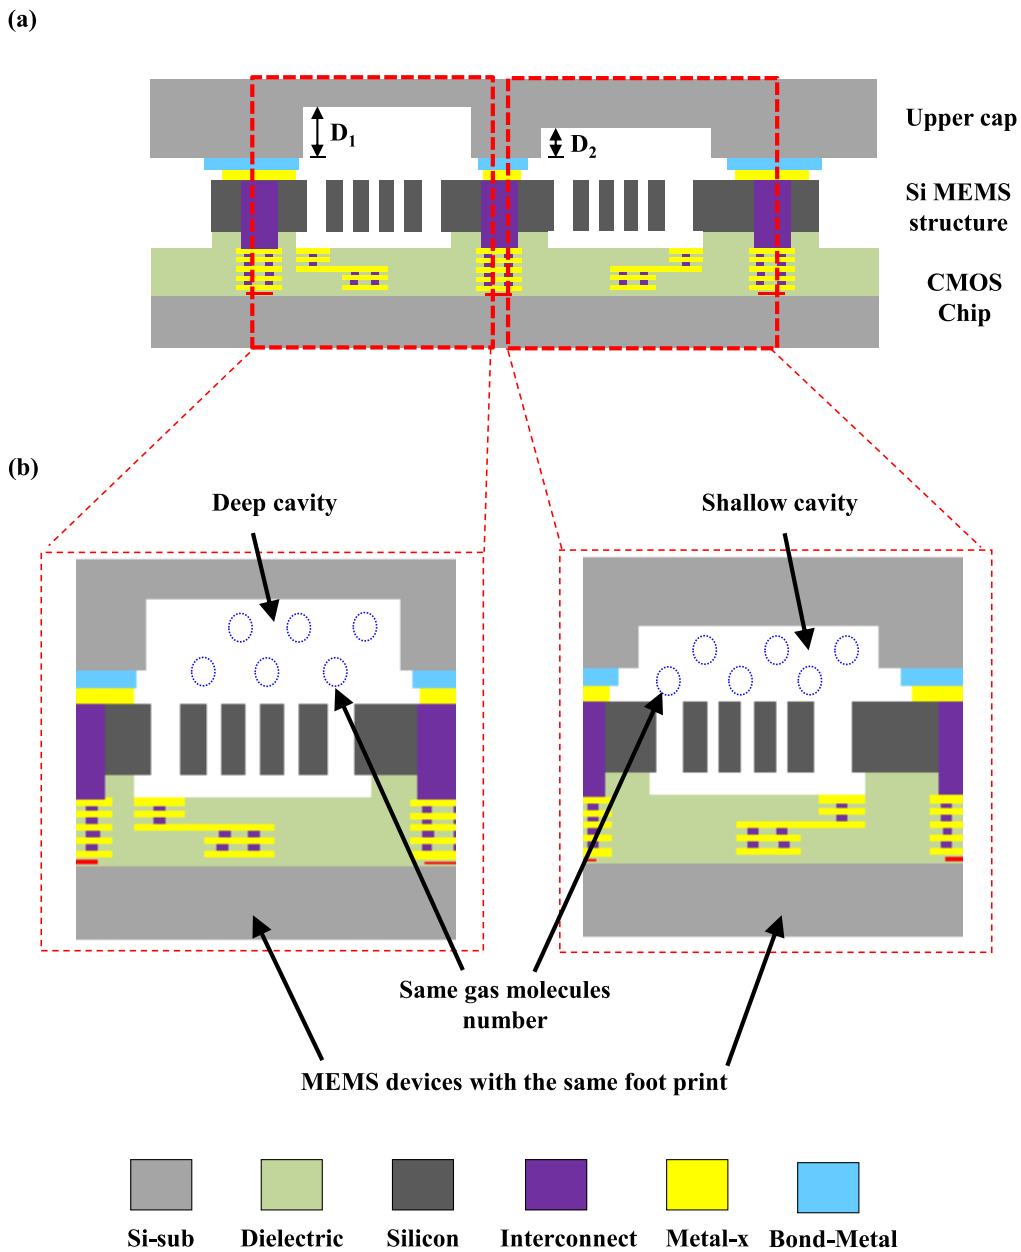 (a)
D1
D2
Upper cap
Si MEMS
structure
CMOS
Chip
(b)
Deep cavity
Shallow cavity
Same gas molecules
number
MEMS devices with the same foot print
Si-sub
Dielectric
Silicon
Interconnect
Metal-x
Bond-Metal